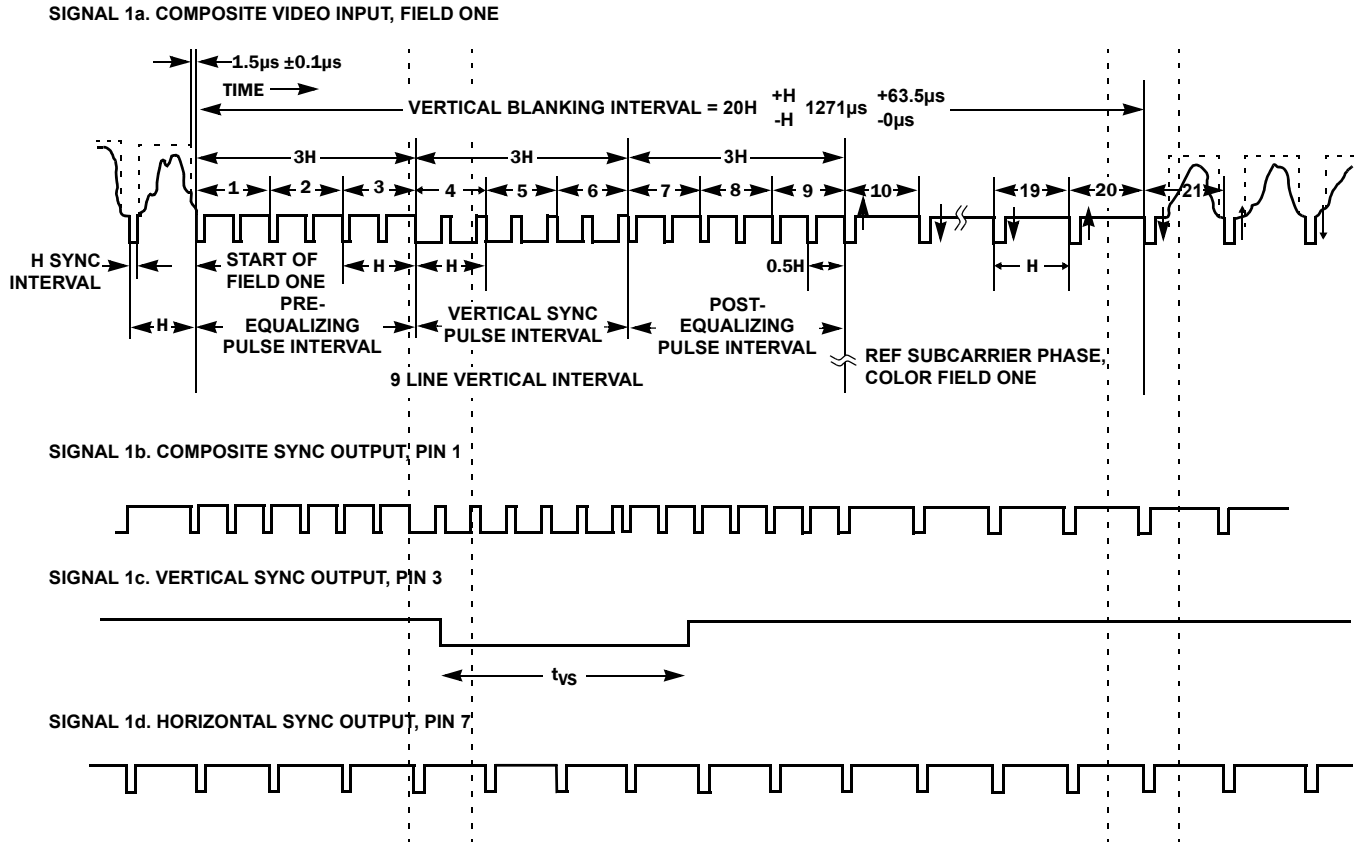 SIGNAL 1a. COMPOSITE VIDEO INPUT, FIELD ONE
1.5µs ±0.1µs
TIME
VERTICAL BLANKING INTERVAL = 20H +H -H 1271µs +63.5µs -0µs
3H 3H 3H
1 2 3 4 5 6 7 8 9 10 19 20 21
H SYNC
INTERVAL
START OF
FIELD ONE
H H 0.5H H
H
PRE-
EQUALIZING
PULSE INTERVAL
VERTICAL SYNC
PULSE INTERVAL
POST-
EQUALIZING
PULSE INTERVAL
REF SUBCARRIER PHASE,
COLOR FIELD ONE
9 LINE VERTICAL INTERVAL
SIGNAL 1b. COMPOSITE SYNC OUTPUT, PIN 1
SIGNAL 1c. VERTICAL SYNC OUTPUT, PIN 3
tVS
SIGNAL 1d. HORIZONTAL SYNC OUTPUT, PIN 7